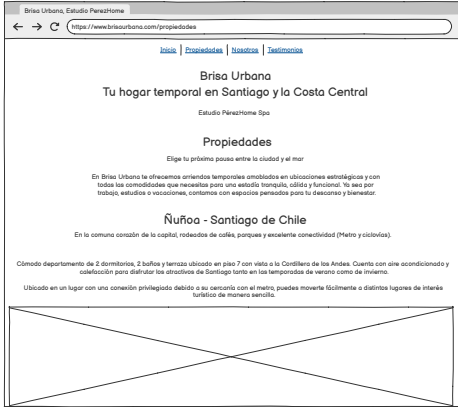 Brisa Urbana, Estudio PerezHome
https://www.brisaurbana.com/propiedades
Inicio | Propiedades | Nosotros | Testimonios
Brisa Urbana
Tu hogar temporal en Santiago y la Costa Central
Estudio PérezHome Spa
Propiedades
Elige tu próxima pausa entre la ciudad y el mar
En Brisa Urbana te ofrecemos arriendos temporales amoblados en ubicaciones estratégicas y con
todas las comodidades que necesitas para una estadía tranquila, cálida y funcional. Ya sea por
trabajo, estudios o vacaciones, contamos con espacios pensados para tu descanso y bienestar.
Ñuñoa - Santiago de Chile
En la comuna corazón de la capital, rodeados de cafés, parques y excelente conectividad (Metro y ciclovías).
Cómodo departamento de 2 dormitorios, 2 baños y terraza ubicado en piso 7 con vista a la Cordillera de los Andes. Cuenta con aire acondicionado y
calefacción para disfrutar los atractivos de Santiago tanto en las temporadas de verano como de invierno.
Ubicado en un lugar con una conexión privilegiada debido a su cercanía con el metro, puedes moverte fácilmente a distintos lugares de interés
turístico de manera sencilla.